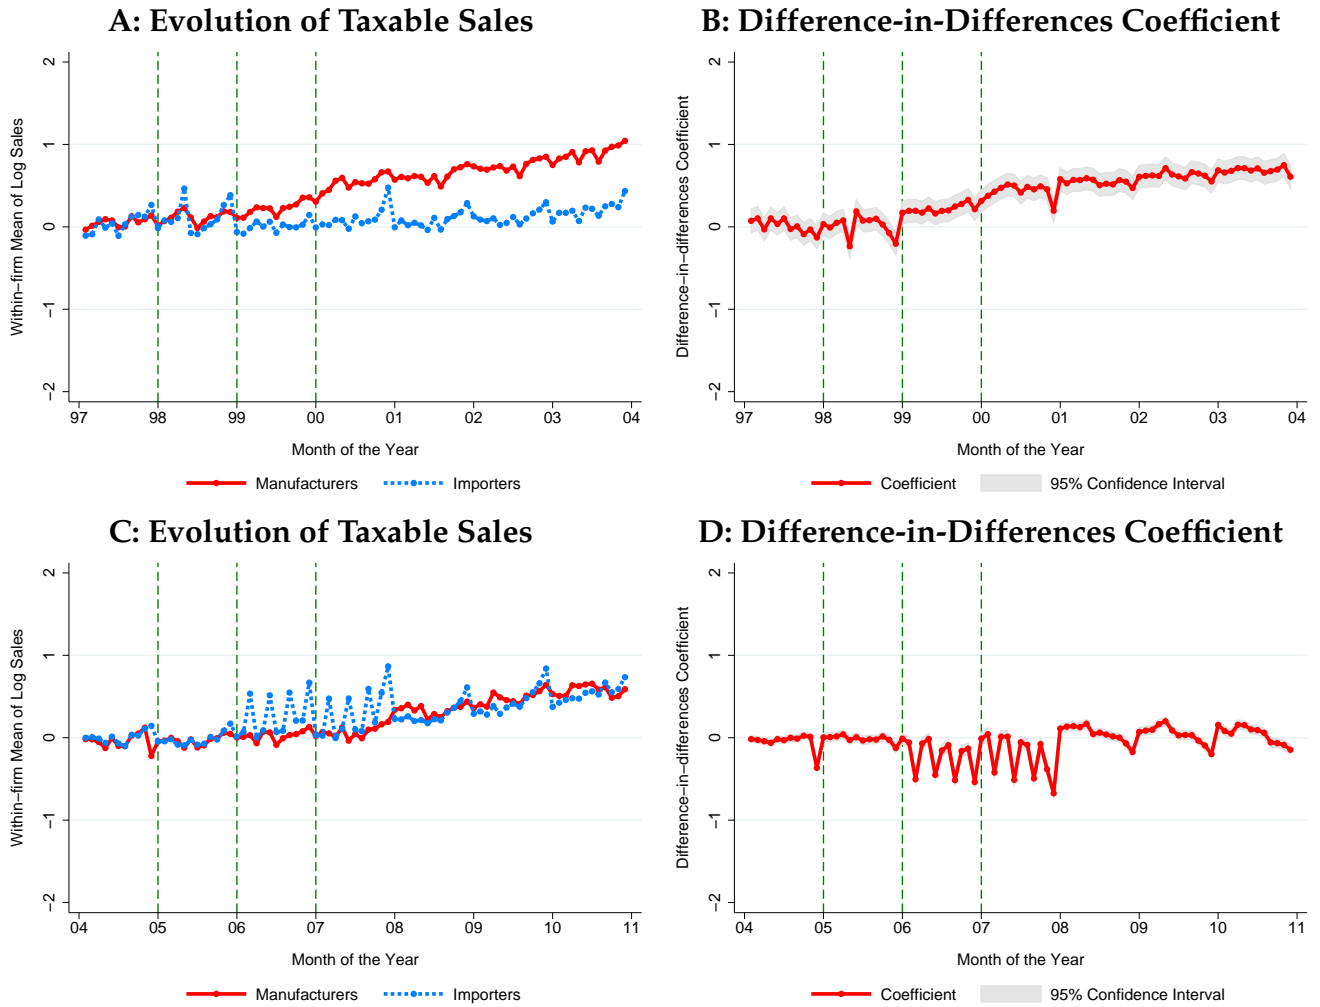 A: Evolution of Taxable Sales
Within−firm Mean of Log Sales
2
1
0
−1
−2
97 98 99 00 01 02 03 04
Month of the Year
Manufacturers Importers
B: Difference-in-Differences Coefficient
Difference−in−differences Coefficient
2
1
0
−1
−2
97 98 99 00 01 02 03 04
Month of the Year
Coefficient 95% Confidence Interval
C: Evolution of Taxable Sales
Within−firm Mean of Log Sales
2
1
0
−1
−2
04 05 06 07 08 09 10 11
Month of the Year
Manufacturers Importers
D: Difference-in-Differences Coefficient
Difference−in−differences Coefficient
2
1
0
−1
−2
04 05 06 07 08 09 10 11
Month of the Year
Coefficient 95% Confidence Interval